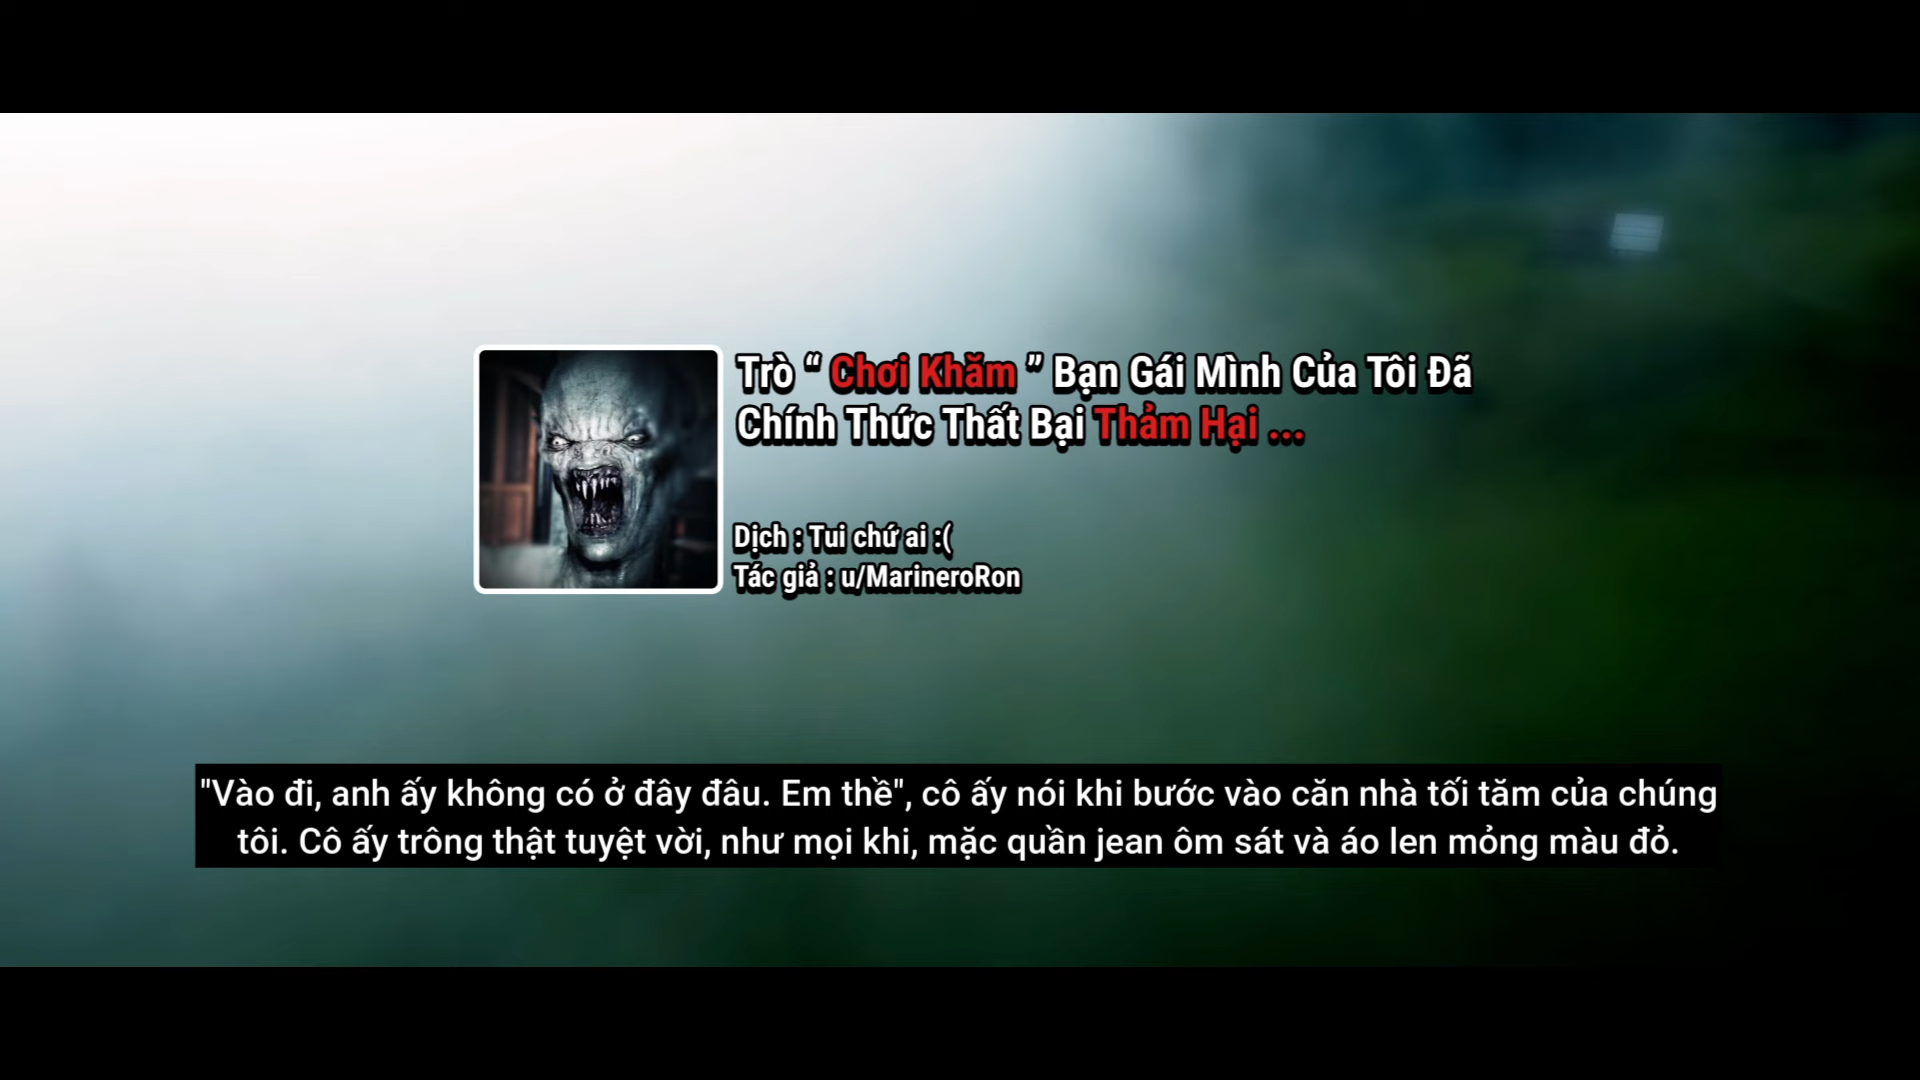 Trò “ Chơi Khăm ” Bạn Gái Mình Của Tôi Đã
Chính Thức Thất Bại Thảm Hại ...
Dịch : Tui chứ ai :(
Tác giả : u/MarineroRon
"Vào đi, anh ấy không có ở đây đâu. Em thề", cô ấy nói khi bước vào căn nhà tối tăm của chúng
tôi. Cô ấy trông thật tuyệt vời, như mọi khi, mặc quần jean ôm sát và áo len mỏng màu đỏ.